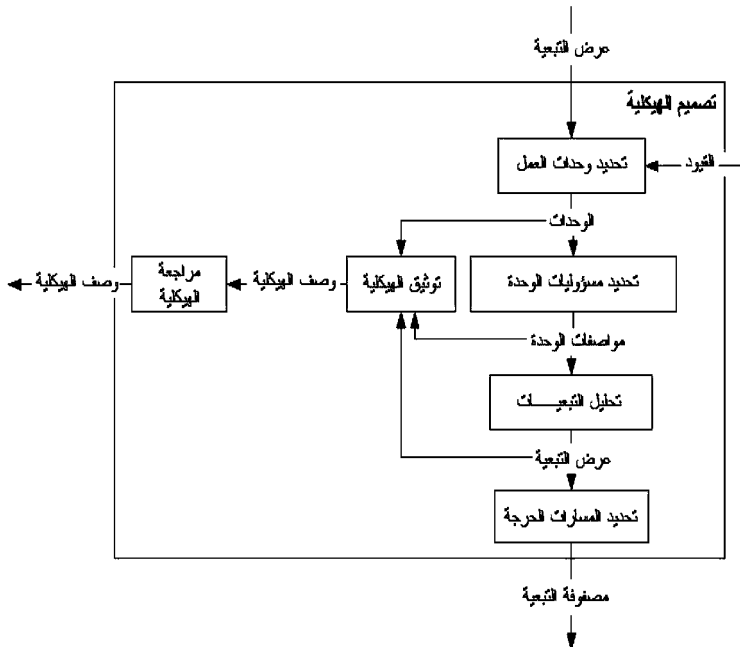 عرض التبعية
تصميم الهيكلية
تحديد وحدات العمل
القيود
الوحدات
تحديد مسؤوليات الوحدة
توثيق الهيكلية
وصف الهيكلية
مراجعة
الهيكلية
وصف الهيكلية
مواصفات الوحدة
تحليل التبعيـــــات
عرض التبعية
تحديد المسارات الحرجة
مصفوفة التبعية